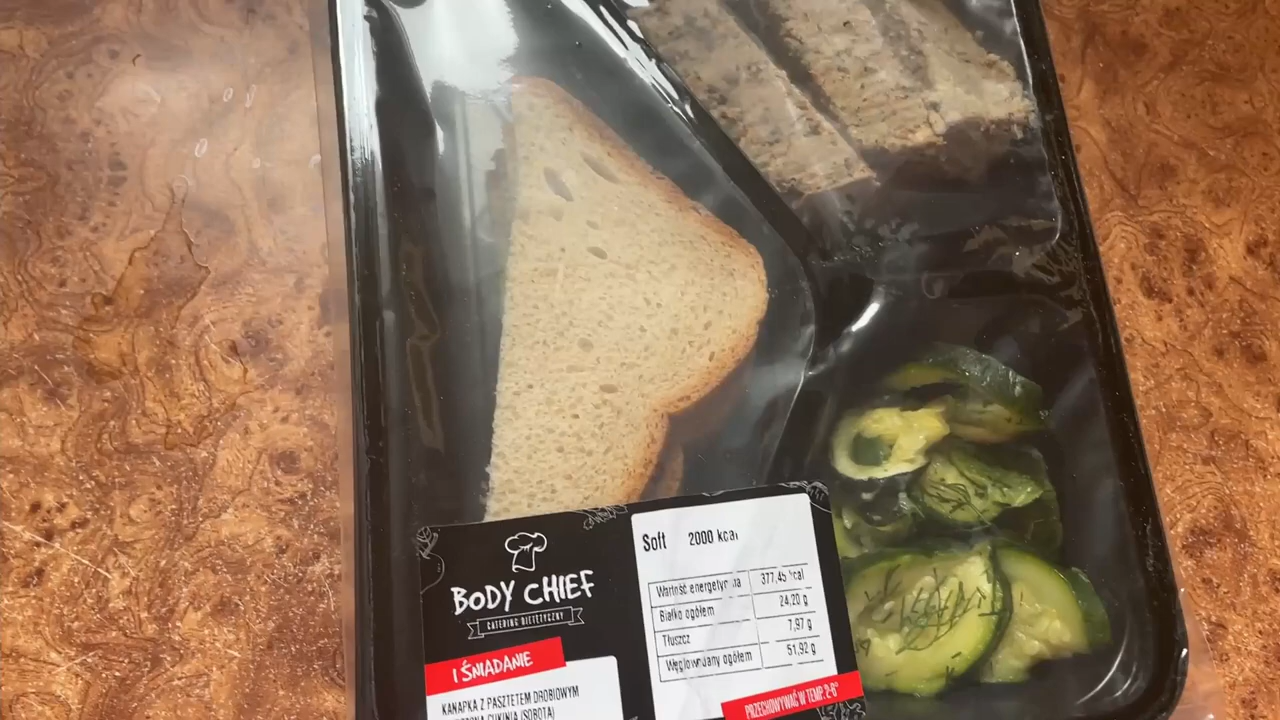 BODY CHIEF
CATERING DIETETYCZNY
I ŚNIADANIE
KANAPKA Z PASZTETEM DROBIOWYM
CUKINIA (SOBOTA)
Soft 2000 kcal
Wartość energetyczna 377,45 kcal
Białko ogółem 24,20 g
Tłuszcz 7,97 g
Węglowodany ogółem 51,92 g
PRZECHOWYWAĆ W TEMP. 2-6°